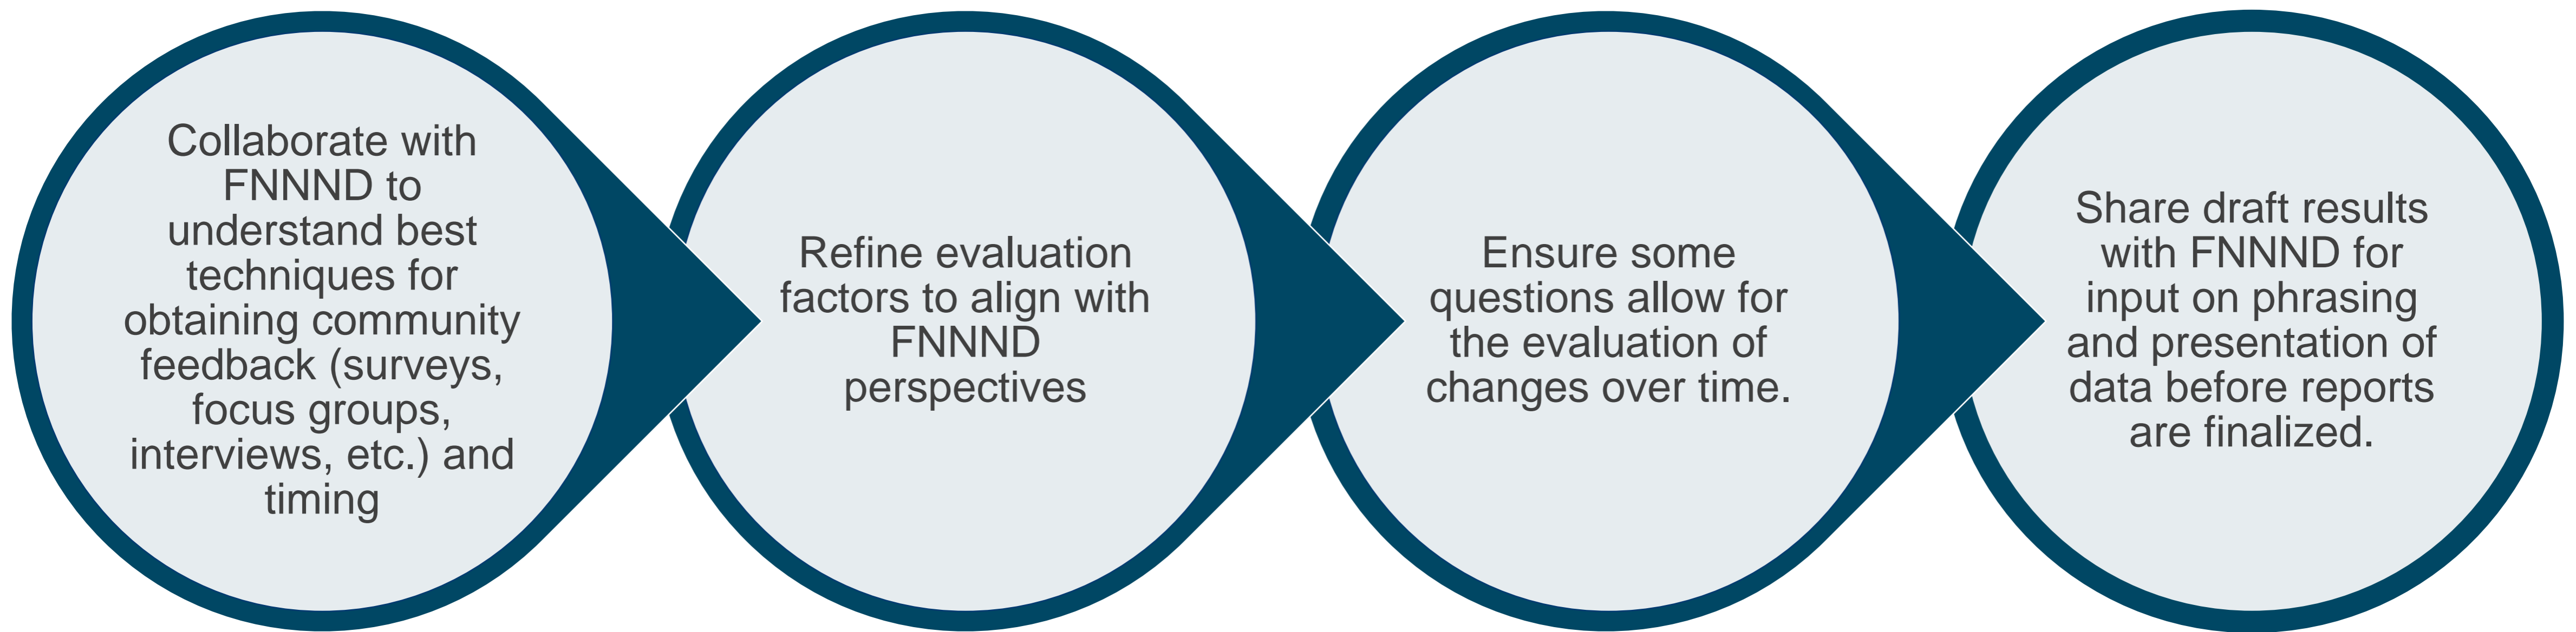 Collaborate with
FNNND to
understand best
techniques for
obtaining community
feedback (surveys,
focus groups,
interviews, etc.) and
timing
Refine evaluation
factors to align with
FNNND
perspectives
Ensure some
questions allow for
the evaluation of
changes over time.
Share draft results
with FNNND for
input on phrasing
and presentation of
data before reports
are finalized.